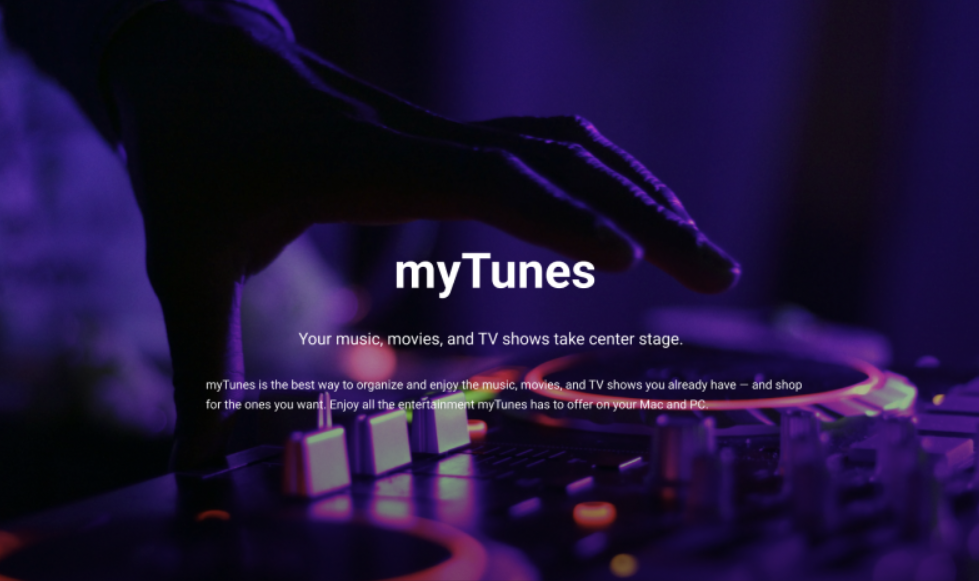 myTunes
Your music, movies, and TV shows take center stage.
myTunes is the best way to organize and enjoy the music, movies, and TV shows you already have — and shop
for the ones you want. Enjoy all the entertainment myTunes has to offer on your Mac and PC.